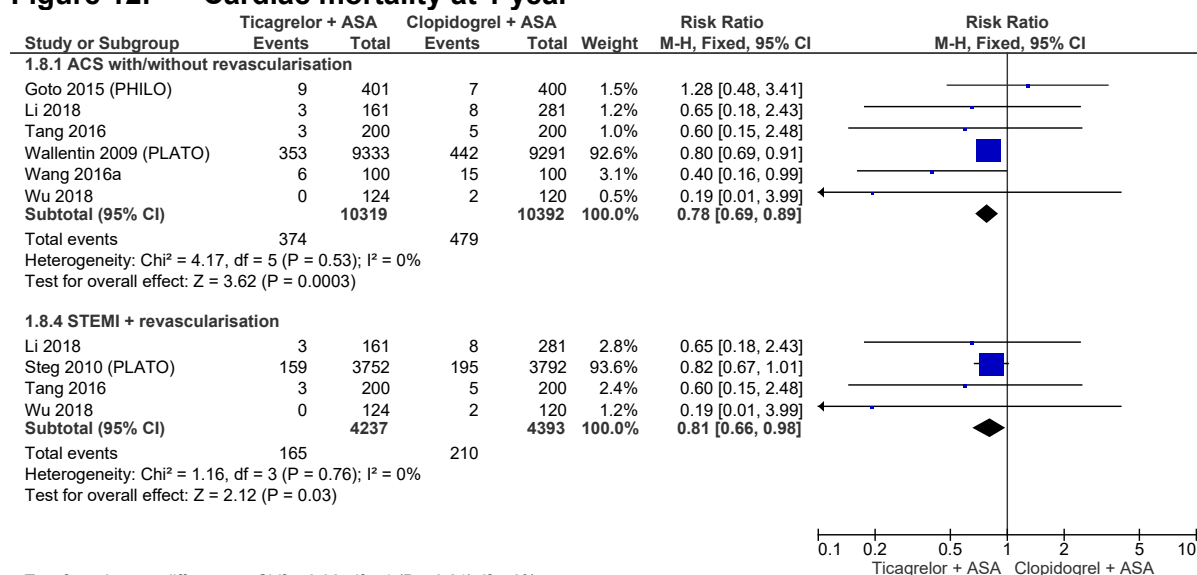 Figure 12: Cardiac mortality at 1 year
Ticagrelor + ASA Clopidogrel + ASA Risk Ratio Risk Ratio
Study or Subgroup Events Total Events Total Weight M-H, Fixed, 95% CI M-H, Fixed, 95% CI
1.8.1 ACS with/without revascularisation
Goto 2015 (PHILO) 9 401 7 400 1.5% 1.28 [0.48, 3.41]
Li 2018 3 161 8 281 1.2% 0.65 [0.18, 2.43]
Tang 2016 3 200 5 200 1.0% 0.60 [0.15, 2.48]
Wallentin 2009 (PLATO) 353 9333 442 9291 92.6% 0.80 [0.69, 0.91]
Wang 2016a 6 100 15 100 3.1% 0.40 [0.16, 0.99]
Wu 2018 0 124 2 120 0.5% 0.19 [0.01, 3.99]
Subtotal (95% CI) 10319 10392 100.0% 0.78 [0.69, 0.89]
Total events 374 479
Heterogeneity: Chi² = 4.17, df = 5 (P = 0.53); I² = 0%
Test for overall effect: Z = 3.62 (P = 0.0003)
1.8.4 STEMI + revascularisation
Li 2018 3 161 8 281 2.8% 0.65 [0.18, 2.43]
Steg 2010 (PLATO) 159 3752 195 3792 93.6% 0.82 [0.67, 1.01]
Tang 2016 3 200 5 200 2.4% 0.60 [0.15, 2.48]
Wu 2018 0 124 2 120 1.2% 0.19 [0.01, 3.99]
Subtotal (95% CI) 4237 4393 100.0% 0.81 [0.66, 0.98]
Total events 165 210
Heterogeneity: Chi² = 1.16, df = 3 (P = 0.76); I² = 0%
Test for overall effect: Z = 2.12 (P = 0.03)
0.1 0.2 0.5 1 2 5 10
Ticagrelor + ASA Clopidogrel + ASA